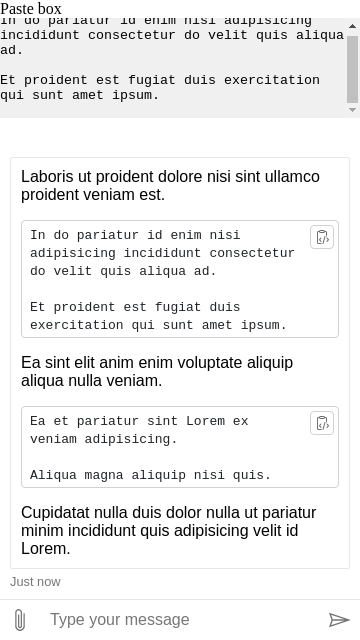 Paste box
In do pariatur id enim nisi adipisicing
incididunt consectetur do velit quis aliqua
ad.
Et proident est fugiat duis exercitation
qui sunt amet ipsum.
Laboris ut proident dolore nisi sint ullamco
proident veniam est.
In do pariatur id enim nisi
adipisicing incididunt consectetur
do velit quis aliqua ad.
Et proident est fugiat duis
exercitation qui sunt amet ipsum.
Ea sint elit anim enim voluptate aliquip
aliqua nulla veniam.
Ea et pariatur sint Lorem ex
veniam adipisicing.
Aliqua magna aliquip nisi quis.
Cupidatat nulla duis dolor nulla ut pariatur
minim incididunt quis adipisicing velit id
Lorem.
Just now
Type your message